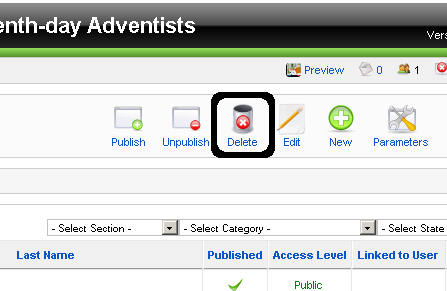 enth-day Adventists
Vers
Preview 0 1
Publish Unpublish Delete Edit New Parameters
- Select Section - - Select Category - - Select State
Last Name Published Access Level Linked to User
Public